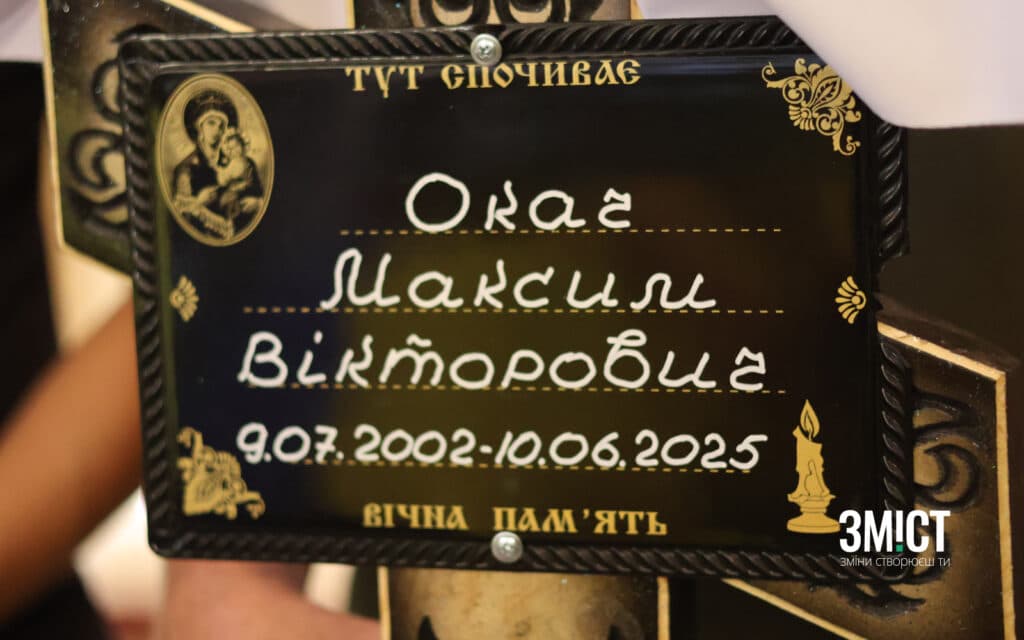 ТУТ СПОЧИВАЄ
Окач
Максим
Вікторович
9.07.2002-10.06.2025
ВІЧНА ПАМ'ЯТЬ
ЗМІСТ
ЗМІНИ СТВОРЮЄШ ТИ